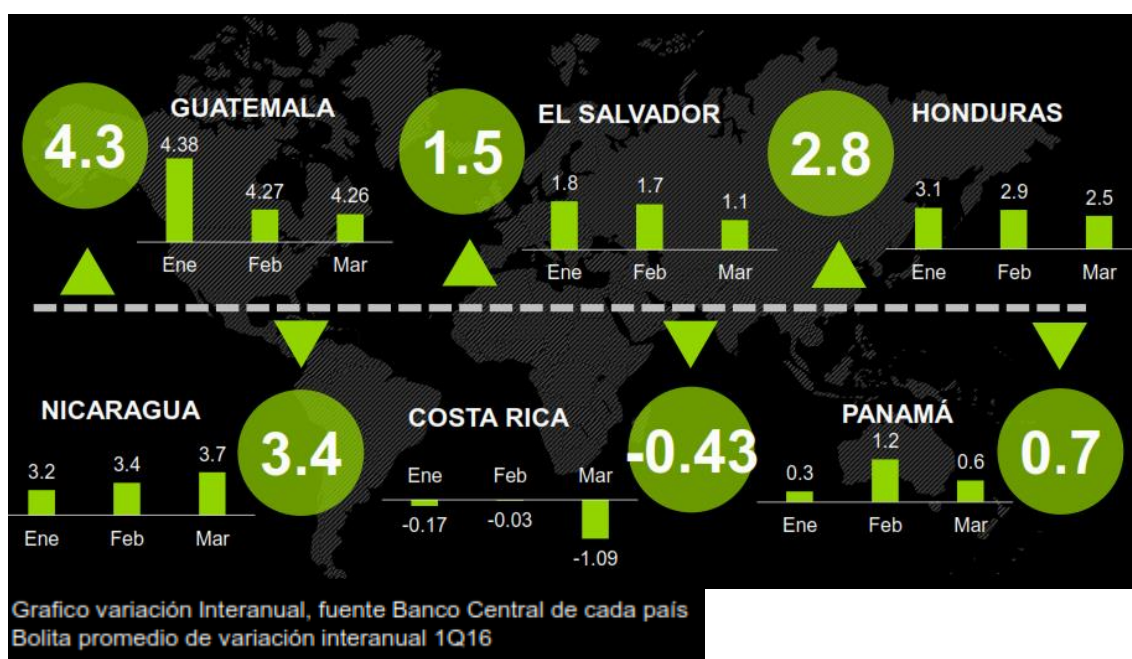 GUATEMALA
4.3
4.38
4.27
4.26
Ene
Feb
Mar
EL SALVADOR
1.5
1.8
1.7
1.1
Ene
Feb
Mar
HONDURAS
2.8
3.1
2.9
2.5
Ene
Feb
Mar
NICARAGUA
3.2
3.4
3.7
Ene
Feb
Mar
3.4
COSTA RICA
Ene
Feb
Mar
-0.17
-0.03
-1.09
-0.43
PANAMÁ
0.3
1.2
0.6
Ene
Feb
Mar
0.7
Grafico variación Interanual, fuente Banco Central de cada país
Bolita promedio de variación interanual 1Q16